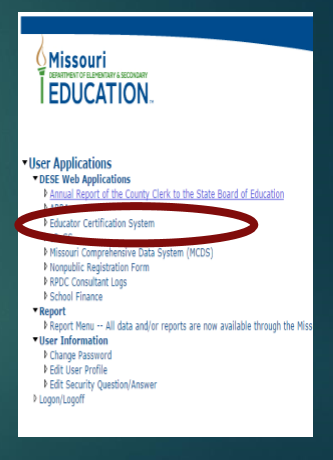 Missouri
DEPARTMENT OF ELEMENTARY & SECONDARY
EDUCATION™
User Applications
DESE Web Applications
Annual Report of the County Clerk to the State Board of Education
Educator Certification System
Missouri Comprehensive Data System (MCDS)
Nonpublic Registration Form
RPDC Consultant Logs
School Finance
Report
Report Menu -- All data and/or reports are now available through the Miss
User Information
Change Password
Edit User Profile
Edit Security Question/Answer
Logon/Logoff